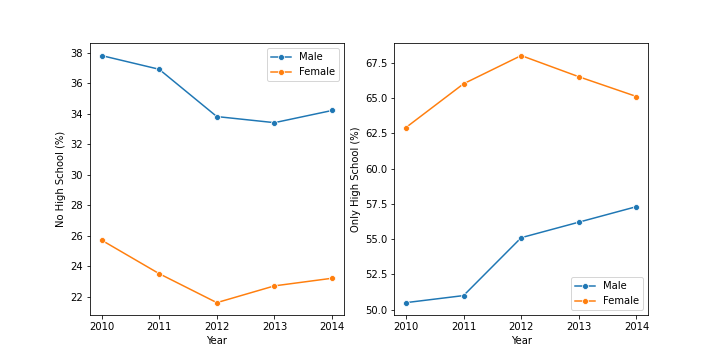 No High School (%)
38
36
34
32
30
28
26
24
22
2010 2011 2012 2013 2014
Year
Male
Female
Only High School (%)
67.5
65.0
62.5
60.0
57.5
55.0
52.5
50.0
2010 2011 2012 2013 2014
Year
Male
Female